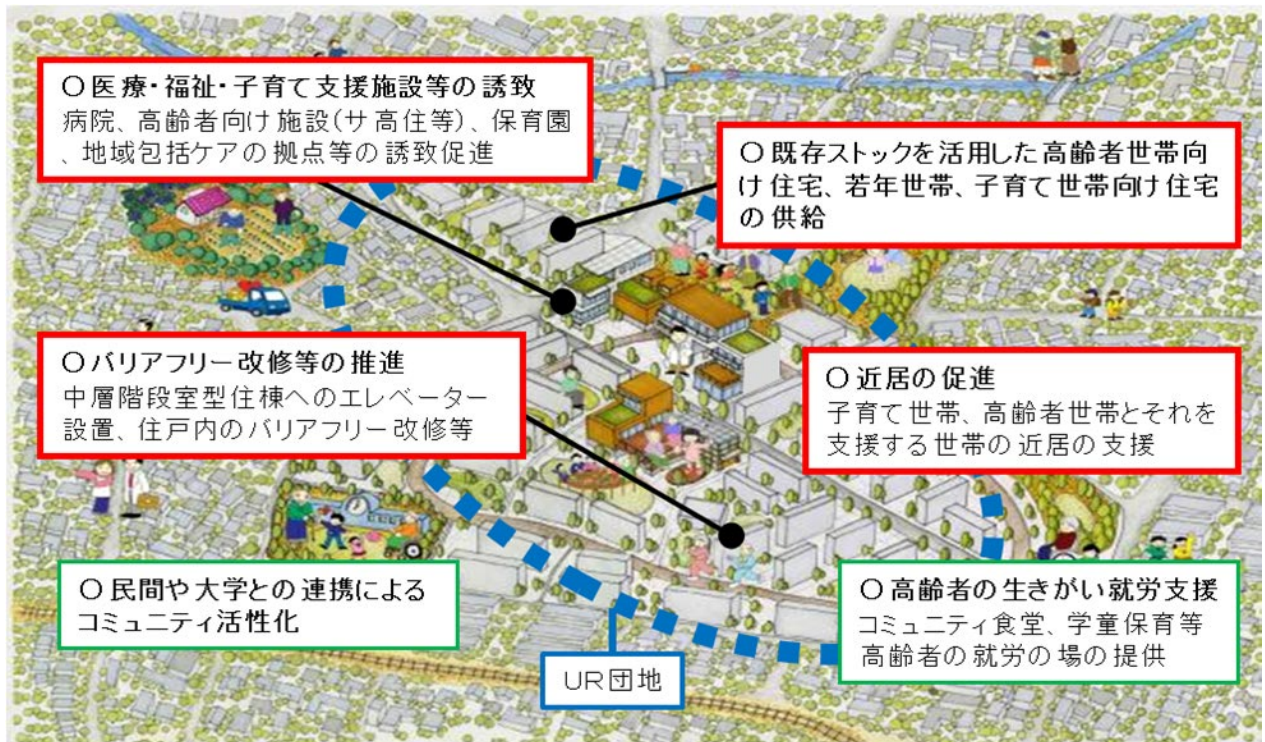 ○医療・福祉・子育て支援施設等の誘致
病院、高齢者向け施設(サ高住等)、保育園
、地域包括ケアの拠点等の誘致促進
○既存ストックを活用した高齢者世帯向
け住宅、若年世帯、子育て世帯向け住宅
の供給
○バリアフリー改修等の推進
中層階段室型住棟へのエレベーター
設置、住戸内のバリアフリー改修等
○近居の促進
子育て世帯、高齢者世帯とそれを
支援する世帯の近居の支援
○民間や大学との連携による
コミュニティ活性化
○高齢者の生きがい就労支援
コミュニティ食堂、学童保育等
高齢者の就労の場の提供
UR団地